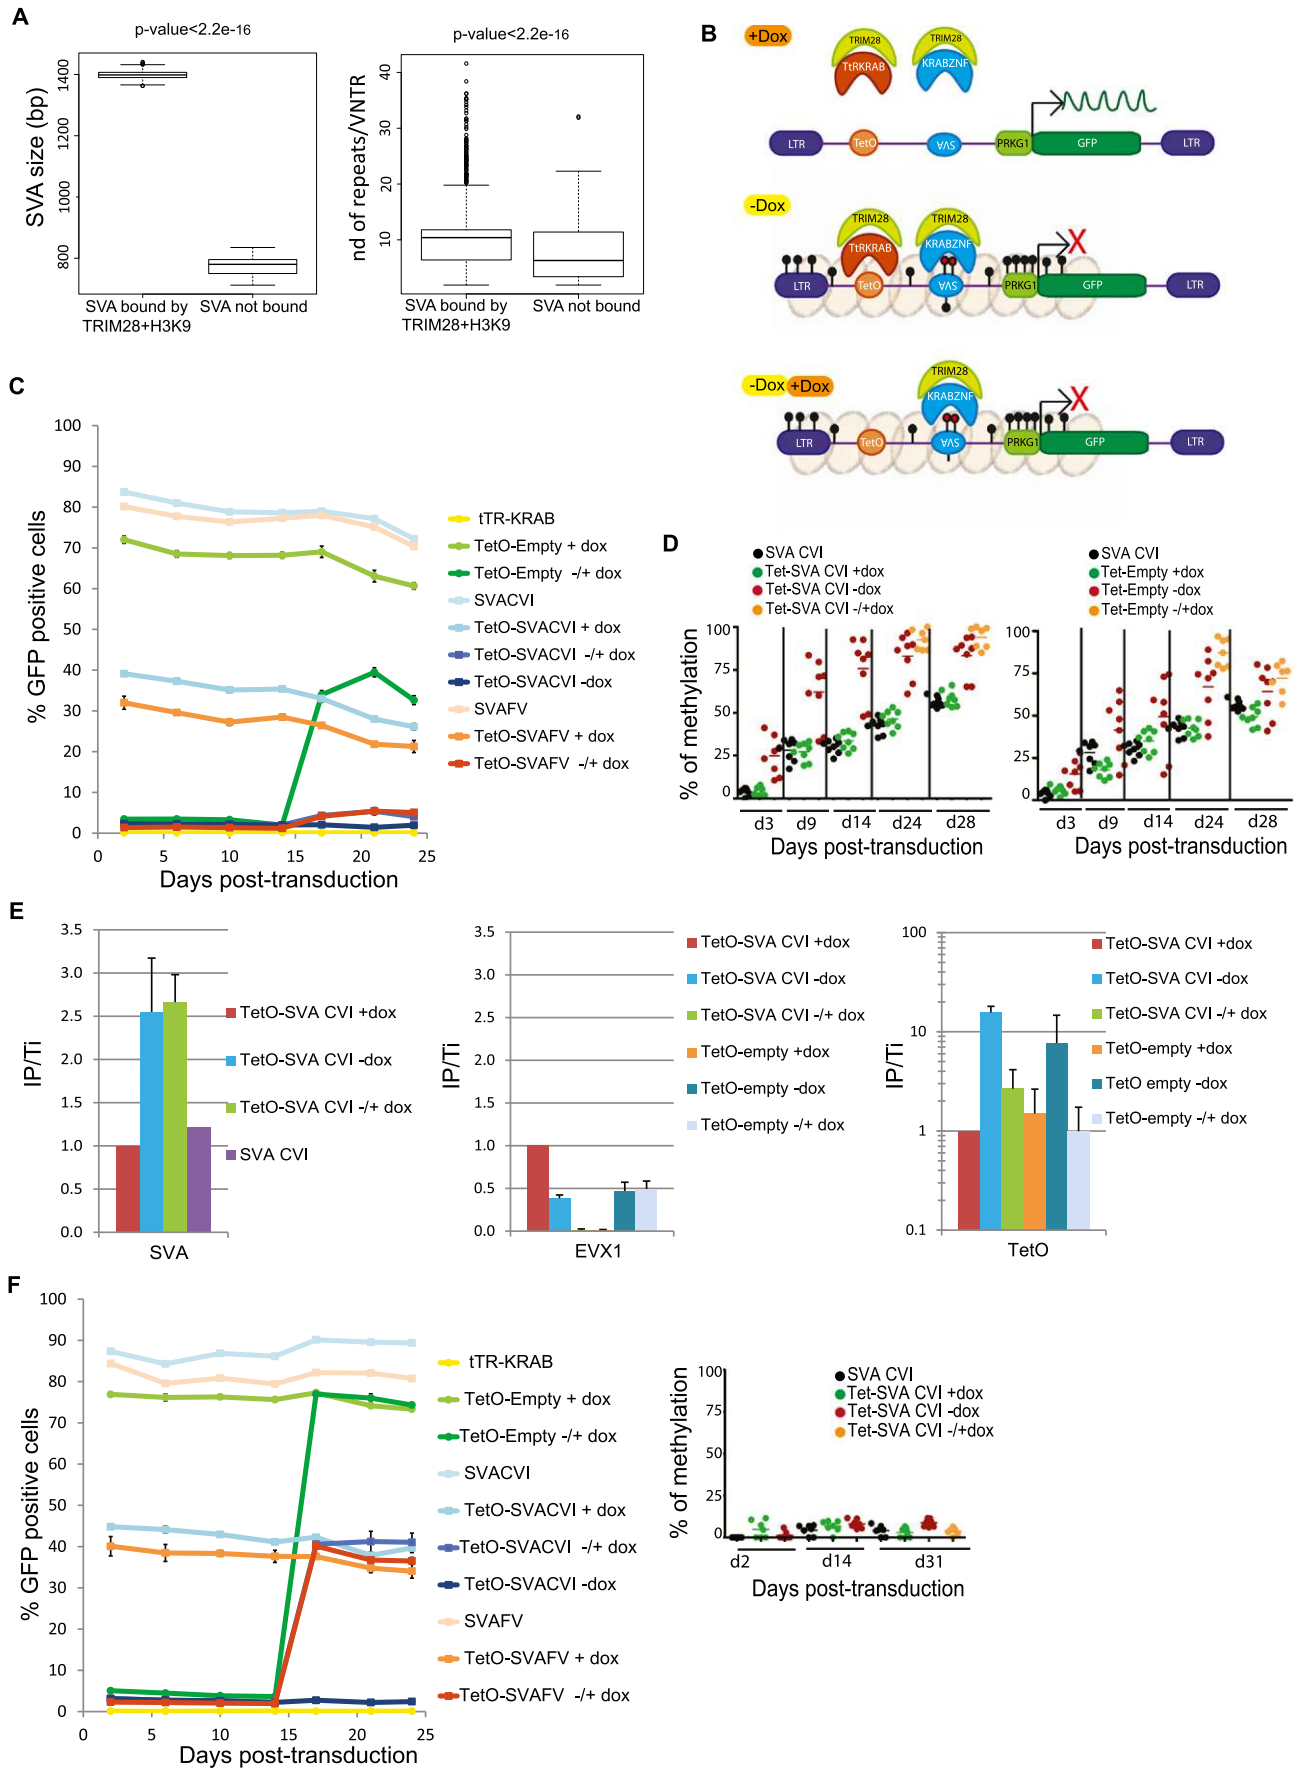 A
p-value<2.2e-16
SVA size (bp)
1400
1200
1000
800
SVA bound by
TRIM28+H3K9
SVA not bound
p-value<2.2e-16
nd of repeats/VNTR
40
30
20
10
SVA bound by
TRIM28+H3K9
SVA not bound
B
+Dox
TRIM28
TtRKRAB
TRIM28
KRABZNF
LTR
TetO
SVA
PRKG1
GFP
LTR
-Dox
TRIM28
TtRKRAB
TRIM28
KRABZNF
X
LTR
TetO
SVA
PRKG1
GFP
LTR
-Dox +Dox
TRIM28
KRABZNF
X
LTR
TetO
SVA
PRKG1
GFP
LTR
C
% GFP positive cells
100
90
80
70
60
50
40
30
20
10
0
0 5 10 15 20 25
Days post-transduction
tTR-KRAB
TetO-Empty + dox
TetO-Empty -/+ dox
SVACVI
TetO-SVACVI + dox
TetO-SVACVI -/+ dox
TetO-SVACVI -dox
SVAFV
TetO-SVAFV + dox
TetO-SVAFV -/+ dox
D
SVA CVI
Tet-SVA CVI +dox
Tet-SVA CVI -dox
Tet-SVA CVI -/+dox
% of methylation
100
75
50
25
0
d3 d9 d14 d24 d28
Days post-transduction
SVA CVI
Tet-Empty +dox
Tet-Empty -dox
Tet-Empty -/+dox
100
75
50
25
0
d3 d9 d14 d24 d28
Days post-transduction
E
IP/Ti
3.5
3.0
2.5
2.0
1.5
1.0
0.5
0.0
SVA
TetO-SVA CVI +dox
TetO-SVA CVI -dox
TetO-SVA CVI -/+ dox
SVA CVI
IP/Ti
3.5
3.0
2.5
2.0
1.5
1.0
0.5
0.0
EVX1
TetO-SVA CVI +dox
TetO-SVA CVI -dox
TetO-SVA CVI -/+ dox
TetO-empty +dox
TetO-empty -dox
TetO-empty -/+ dox
IP/Ti
100
10
1
0.1
TetO
TetO-SVA CVI +dox
TetO-SVA CVI -dox
TetO-SVA CVI -/+ dox
TetO-empty +dox
TetO empty -dox
TetO-empty -/+ dox
F
% GFP positive cells
100
90
80
70
60
50
40
30
20
10
0
0 5 10 15 20 25
Days post-transduction
tTR-KRAB
TetO-Empty + dox
TetO-Empty -/+ dox
SVACVI
TetO-SVACVI + dox
TetO-SVACVI -/+ dox
TetO-SVACVI -dox
SVAFV
TetO-SVAFV + dox
TetO-SVAFV -/+ dox
% of methylation
100
75
50
25
0
SVA CVI
Tet-SVA CVI +dox
Tet-SVA CVI -dox
Tet-SVA CVI -/+dox
d2 d14 d31
Days post-transduction